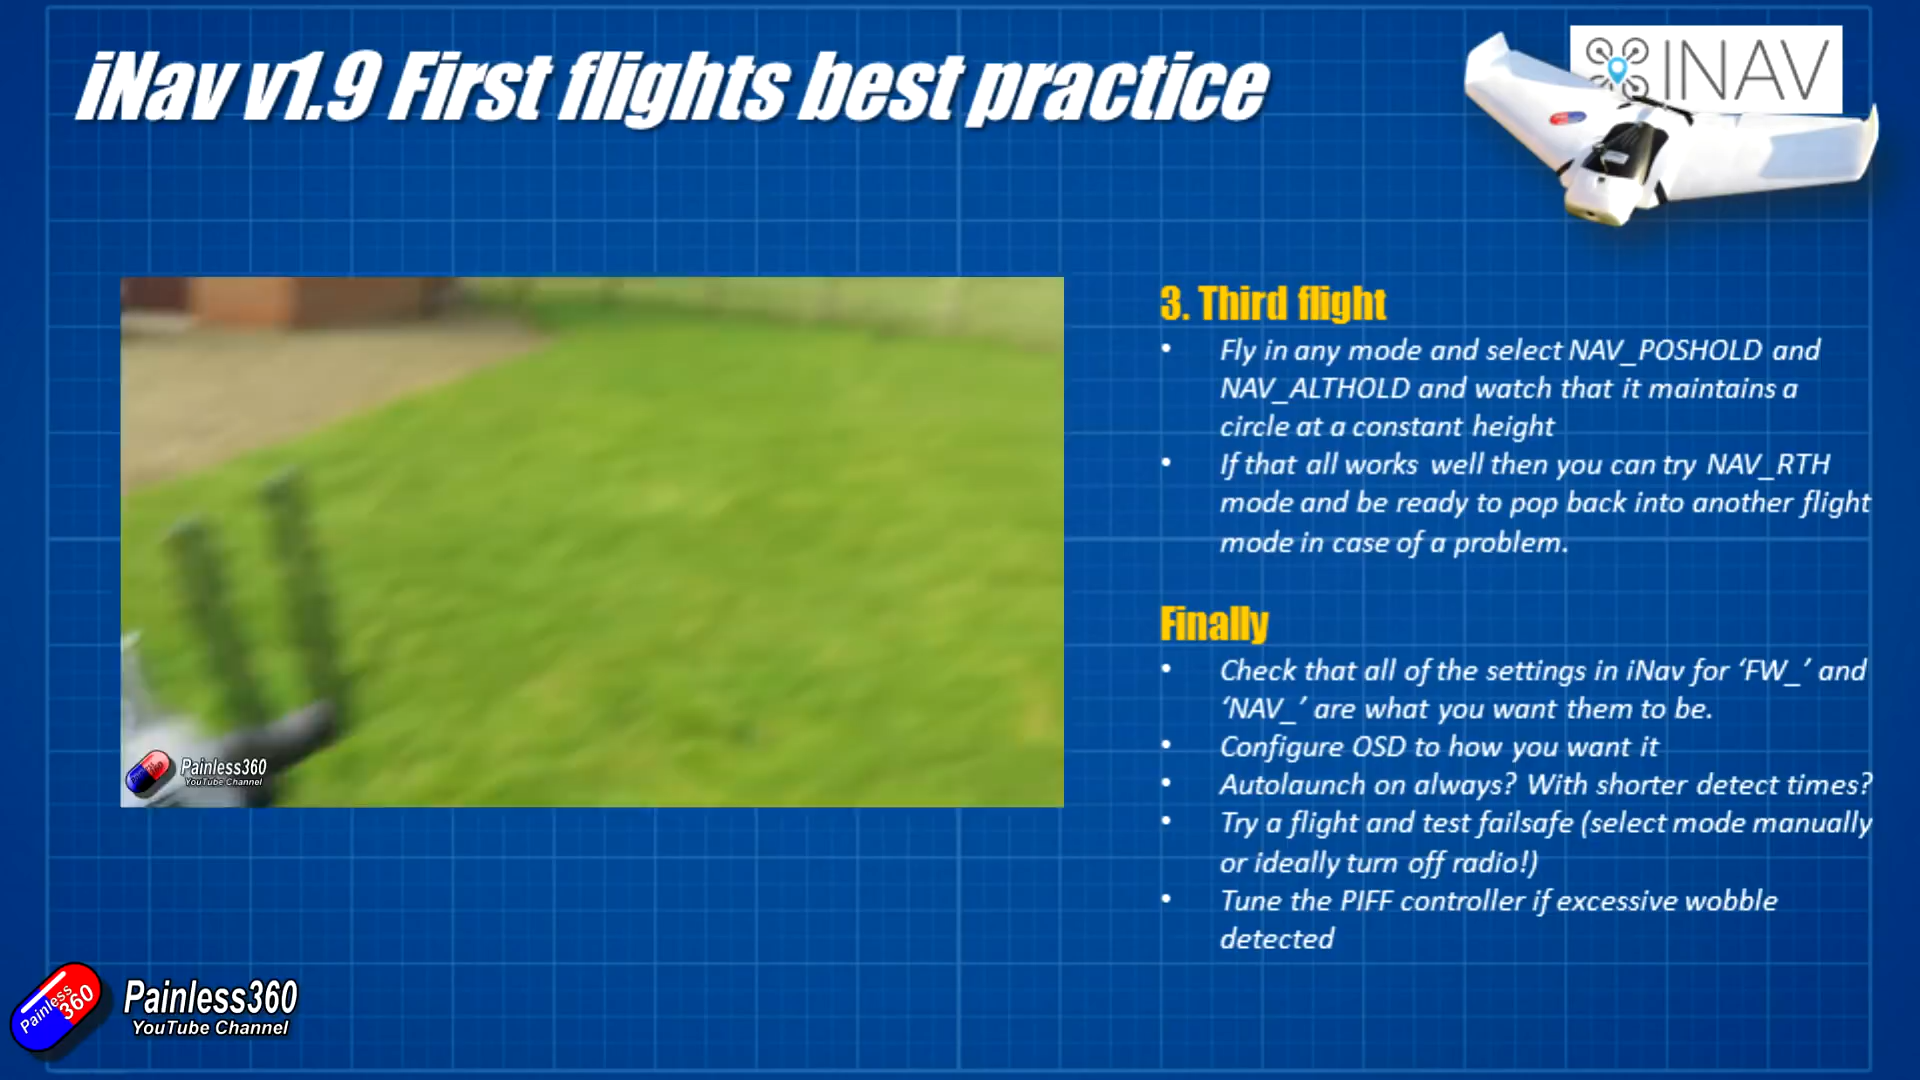 iNav v1.9 First flights best practice
INAV
3. Third flight
• Fly in any mode and select NAV_POSHOLD and
NAV_ALTHOLD and watch that it maintains a
circle at a constant height
• If that all works well then you can try NAV_RTH
mode and be ready to pop back into another flight
mode in case of a problem.
Finally
• Check that all of the settings in iNav for ‘FW_’ and
‘NAV_’ are what you want them to be.
• Configure OSD to how you want it
• Autolaunch on always? With shorter detect times?
• Try a flight and test failsafe (select mode manually
or ideally turn off radio!)
• Tune the PIFF controller if excessive wobble
detected
Painless360
YouTube Channel
Painless
360
Painless360
YouTube Channel